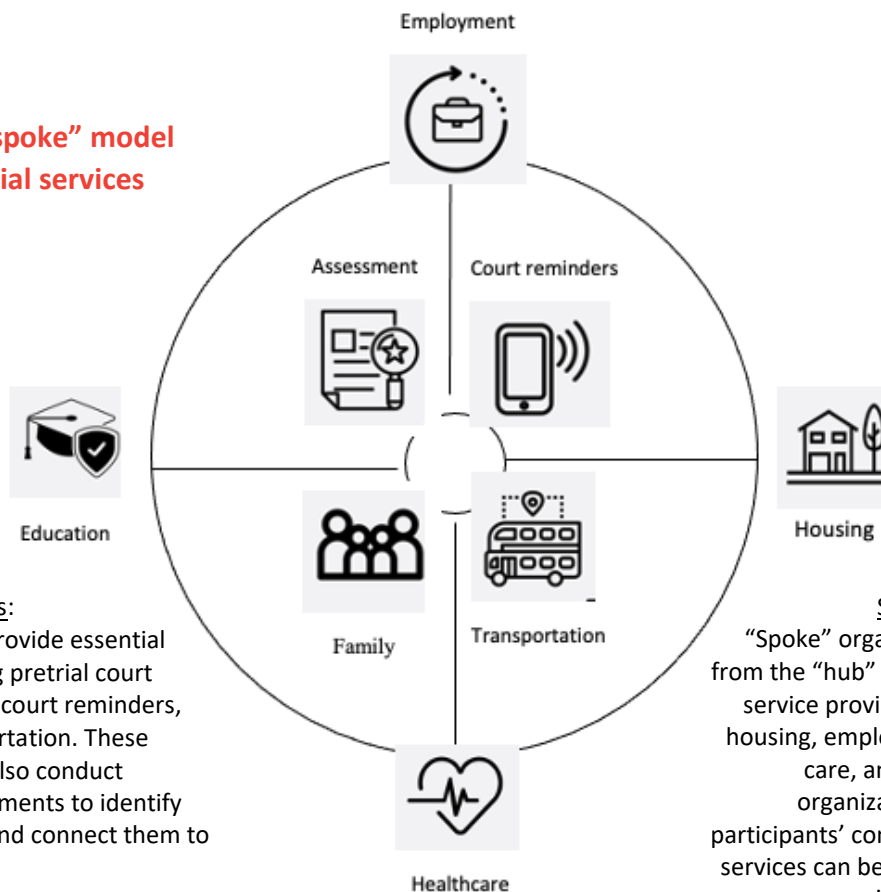 Employment
spoke” model
ial services
Assessment
Court reminders
Education
Housing
Family
Transportation
s:
rovide essential
g pretrial court
court reminders,
rtation. These
lso conduct
ments to identify
nd connect them to
S
“Spoke” orga
from the “hub”
service provi
housing, emplo
care, an
organiza
participants’ con
services can be
Healthcare